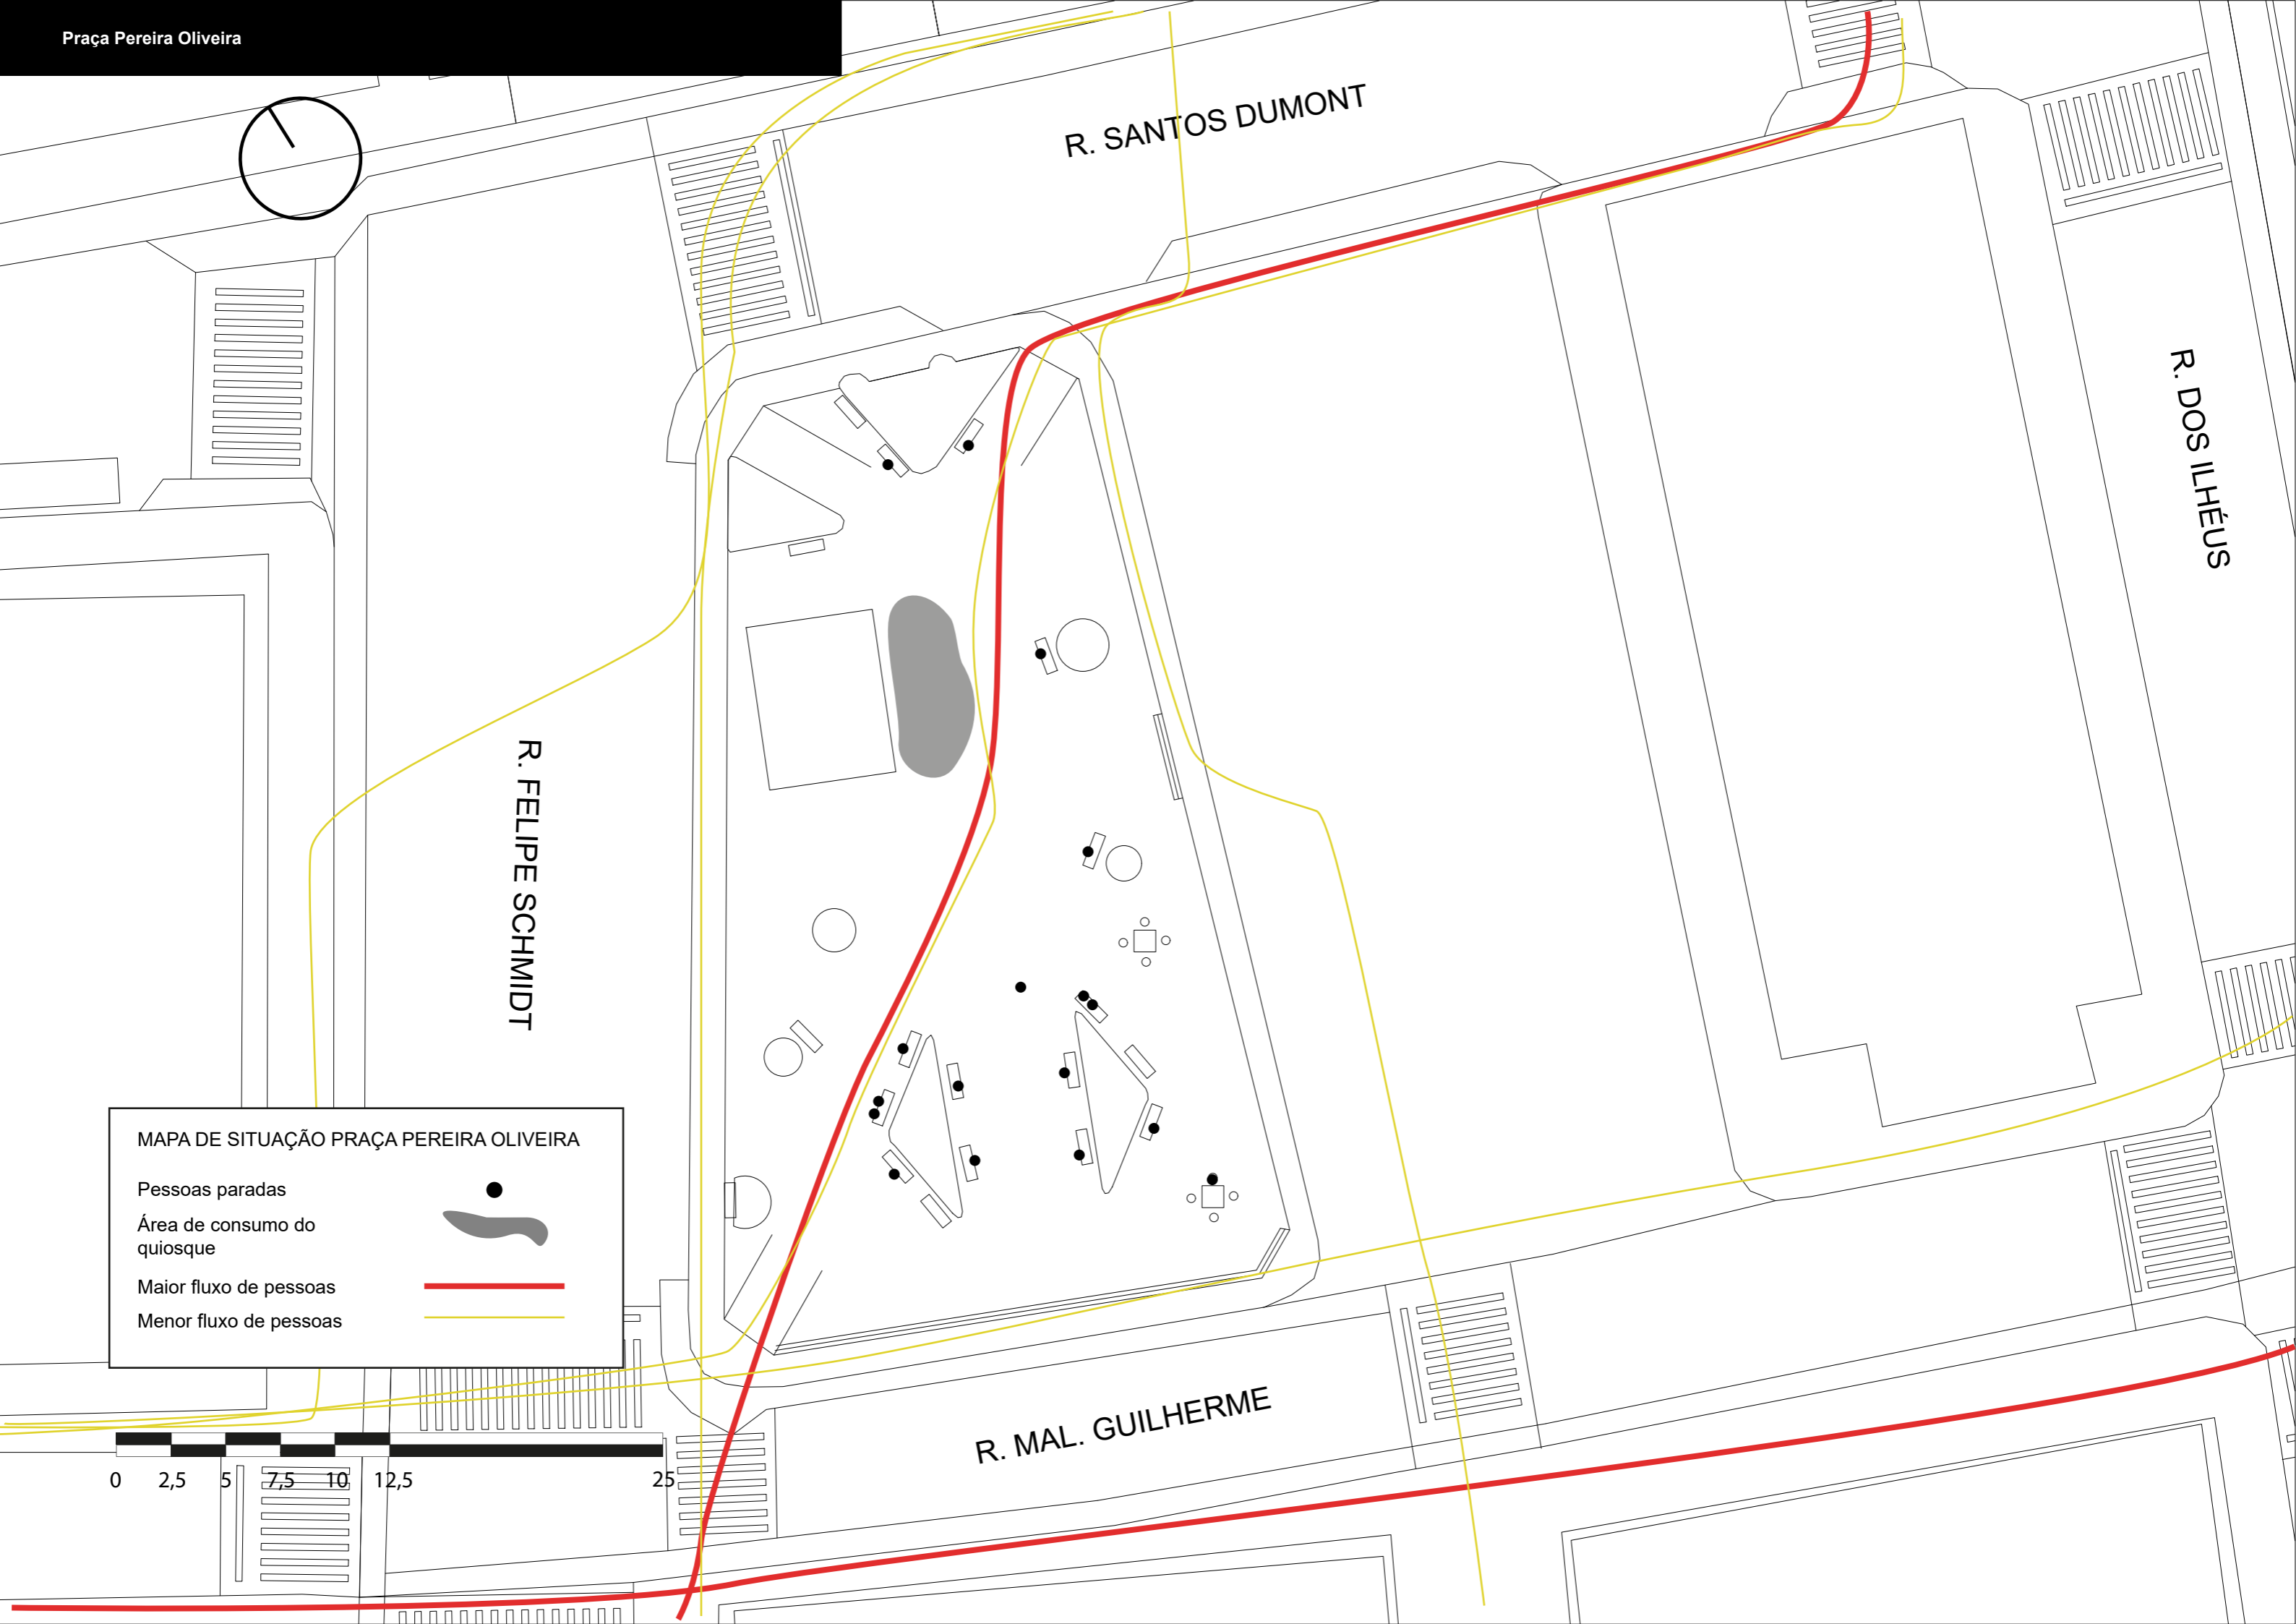 Praça Pereira Oliveira
R. SANTOS DUMONT
R. DOS ILHÉUS
R. FELIPE SCHMIDT
MAPA DE SITUAÇÃO PRAÇA PEREIRA OLIVEIRA
Pessoas paradas
Área de consumo do
quiosque
Maior fluxo de pessoas
Menor fluxo de pessoas
R. MAL. GUILHERME
0 2,5 5 7,5 10 12,5 25